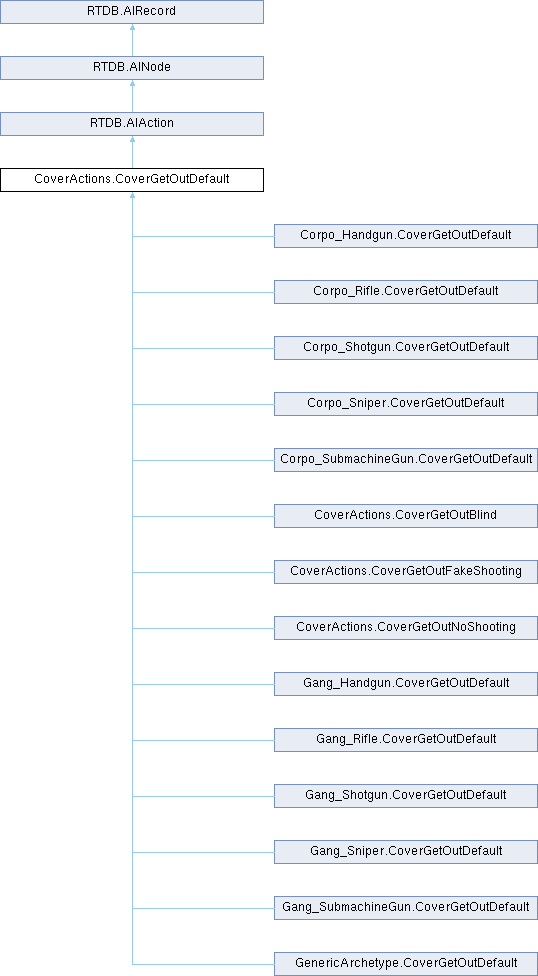 RTDB.AIRecord
RTDB.AINode
RTDB.AIAction
CoverActions.CoverGetOutDefault
Corpo_Handgun.CoverGetOutDefault
Corpo_Rifle.CoverGetOutDefault
Corpo_Shotgun.CoverGetOutDefault
Corpo_Sniper.CoverGetOutDefault
Corpo_SubmachineGun.CoverGetOutDefault
CoverActions.CoverGetOutBlind
CoverActions.CoverGetOutFakeShooting
CoverActions.CoverGetOutNoShooting
Gang_Handgun.CoverGetOutDefault
Gang_Rifle.CoverGetOutDefault
Gang_Shotgun.CoverGetOutDefault
Gang_Sniper.CoverGetOutDefault
Gang_SubmachineGun.CoverGetOutDefault
GenericArchetype.CoverGetOutDefault